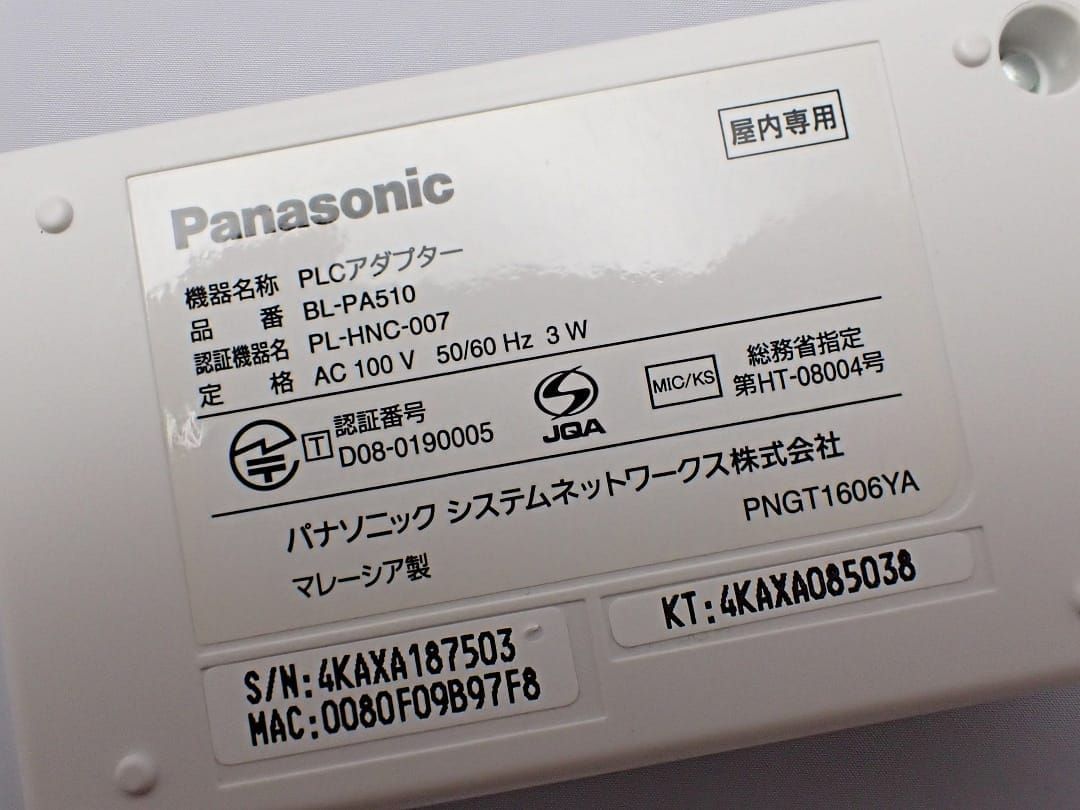 屋内専用
Panasonic
機器名称 PLCアダプター
品 番 BL-PA510
認証機器名 PL-HNC-007
定 格 AC 100 V 50/60 Hz 3 W
T 認証番号
D08-0190005
JQA
MIC/KS
総務省指定
第HT-08004号
パナソニック システムネットワークス株式会社
マレーシア製
PNGT1606YA
KT:4KAXA085038
S/N:4KAXA187503
MAC:0080F09B97F8